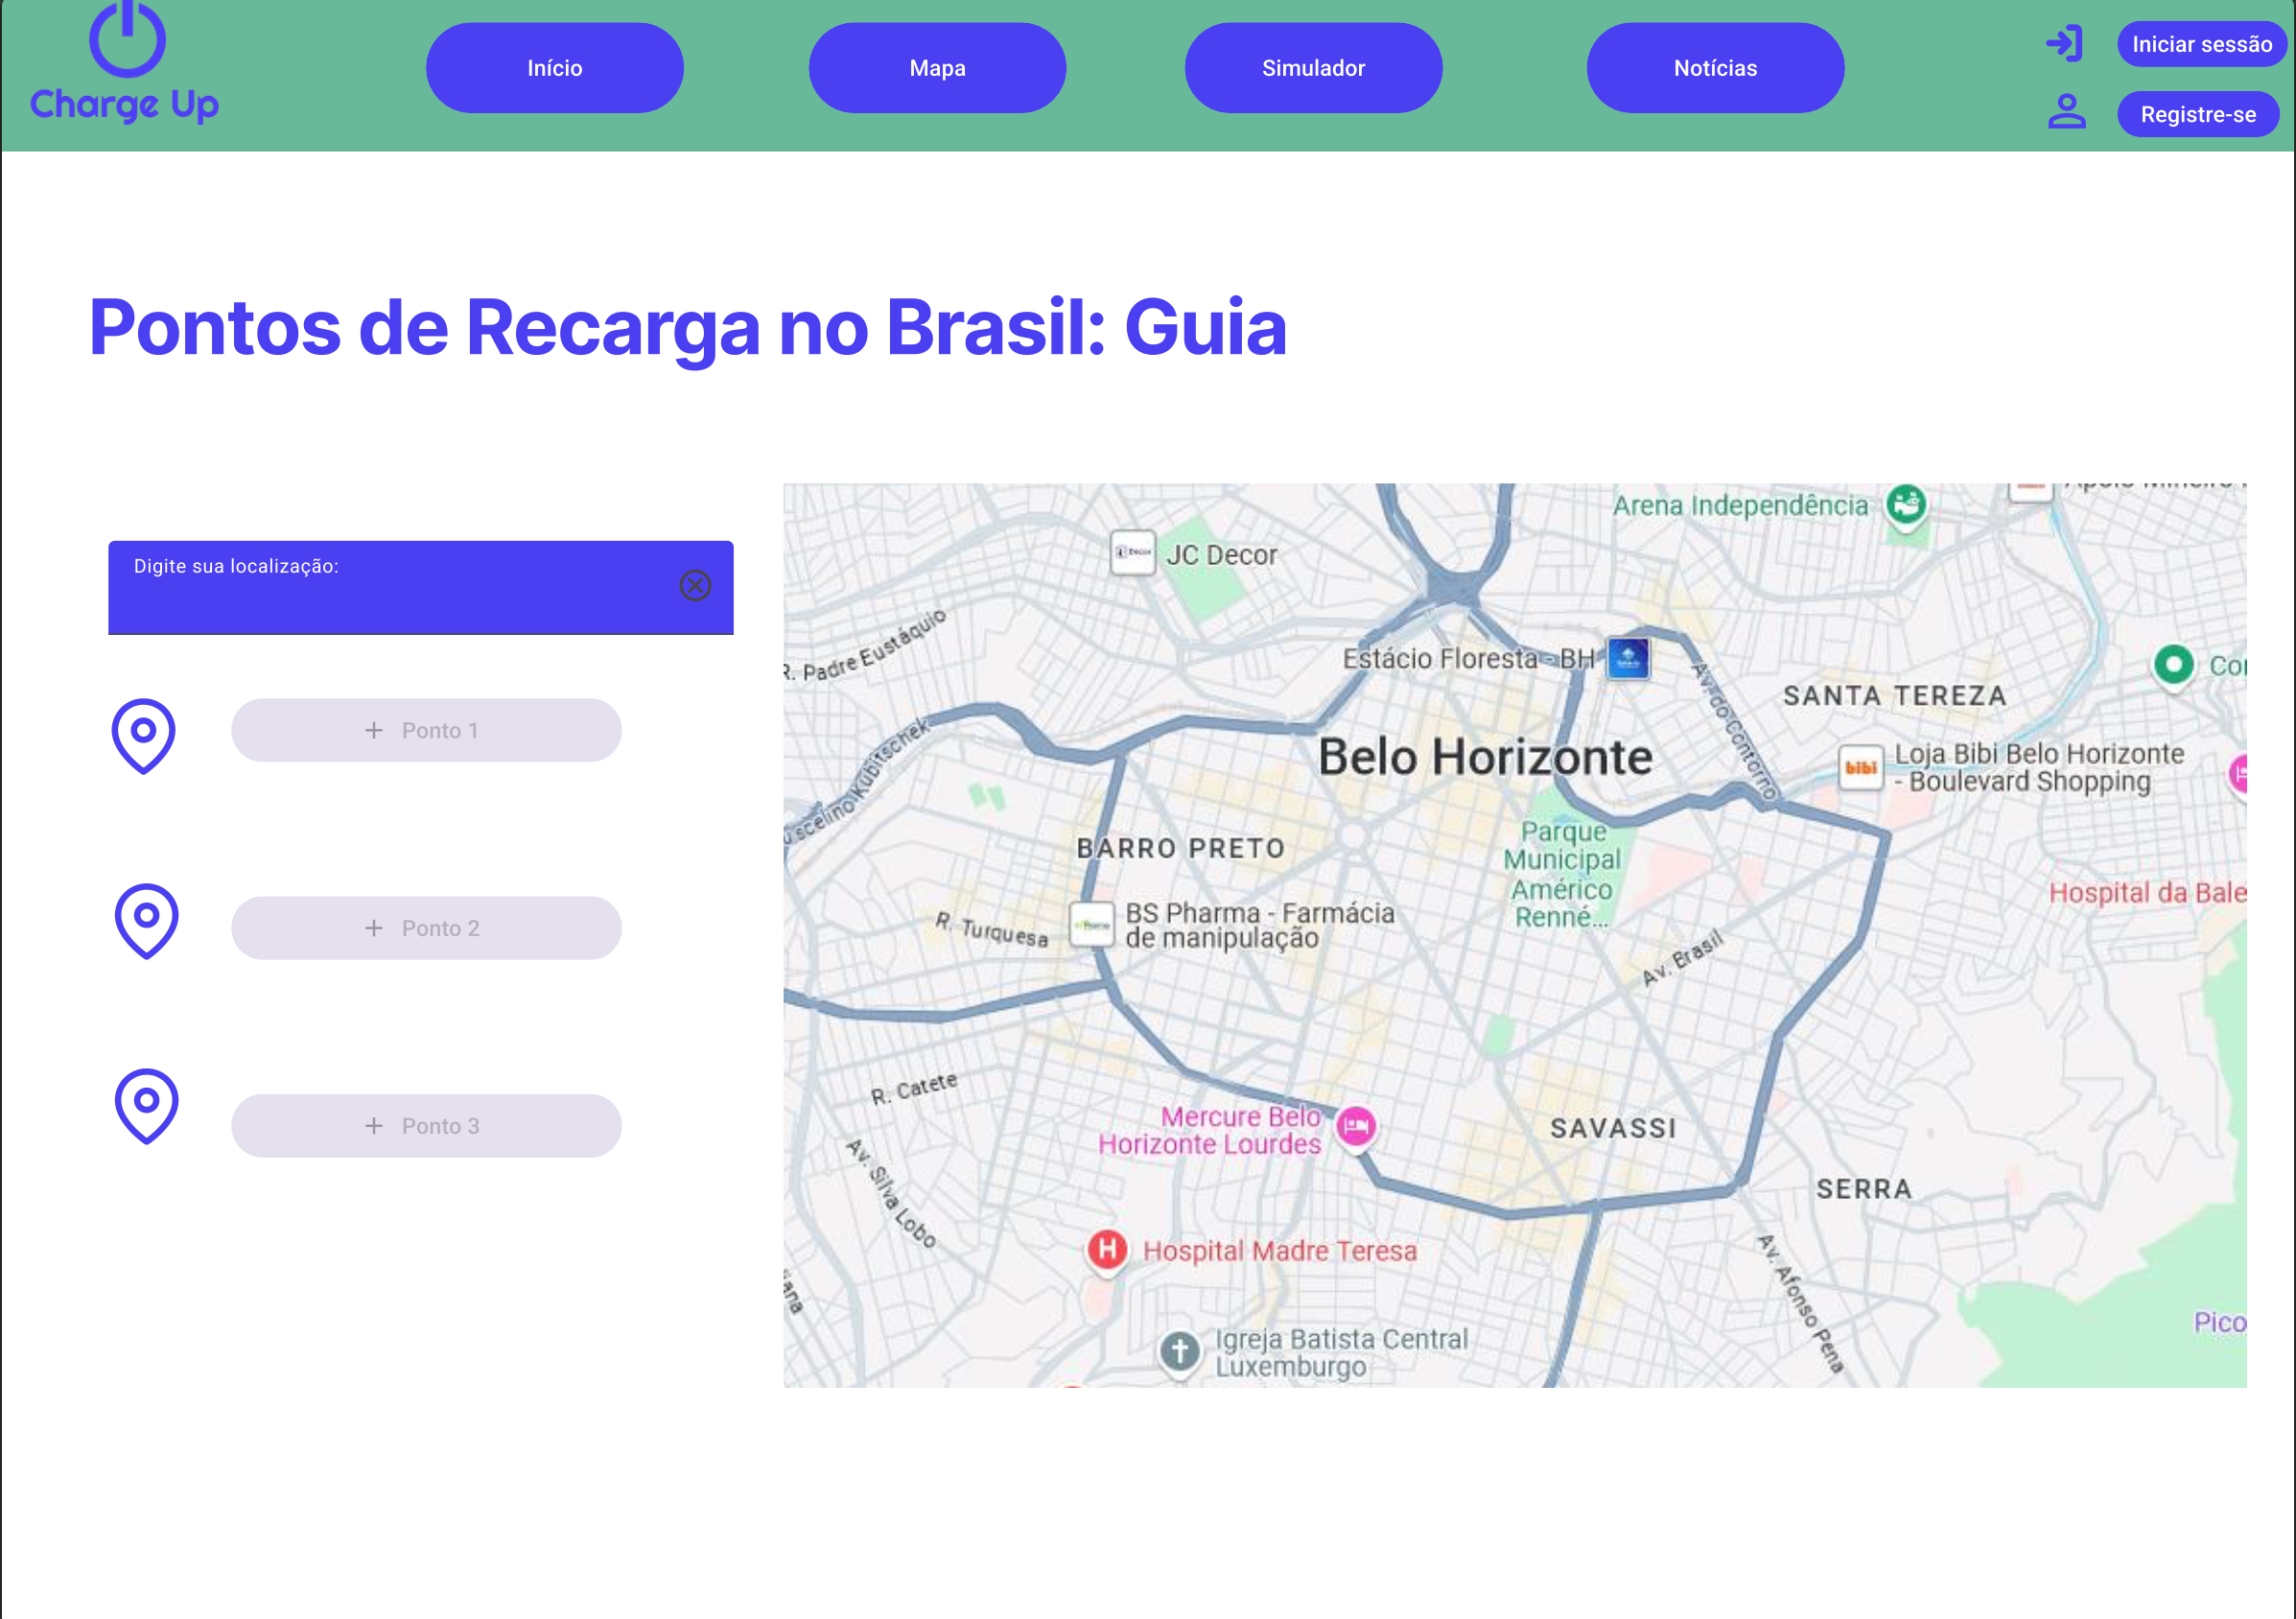 Charge Up
Início
Mapa
Simulador
Notícias
Iniciar sessão
Registre-se
Pontos de Recarga no Brasil: Guia
Digite sua localização:
+ Ponto 1
+ Ponto 2
+ Ponto 3
Arena Independência
JC Decor
R. Padre Eustáquio
Estácio Floresta - BH
Av. do Contorno
SANTA TEREZA
Belo Horizonte
bibi
Loja Bibi Belo Horizonte
- Boulevard Shopping
uscelino Kubitschek
BARRO PRETO
Parque
Municipal
Américo
Renné...
Hospital da Bale
R. Turquesa
BS Pharma - Farmácia
de manipulação
Av. Brasil
R. Catete
Mercure Belo
Horizonte Lourdes
SAVASSI
Av. Silva Lobo
SERRA
H
Hospital Madre Teresa
Av. Afonso Pena
iana
Igreja Batista Central
Luxemburgo
Pico